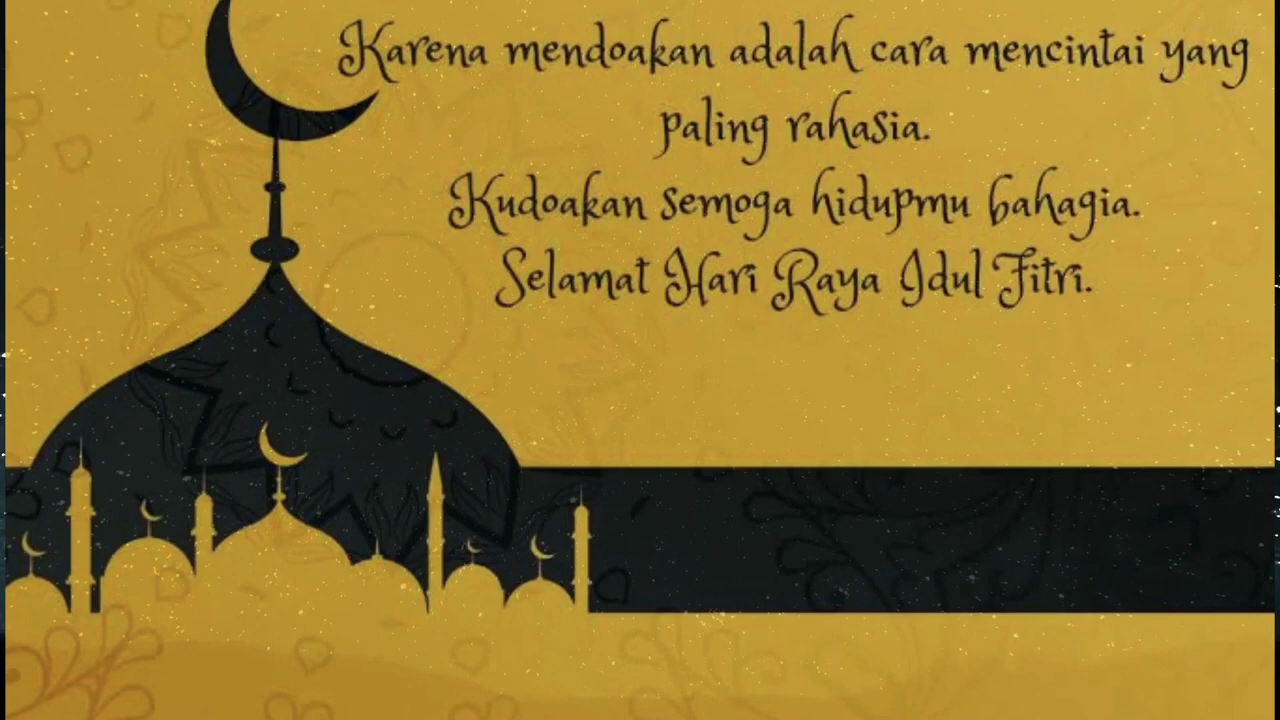 Karena mendoakan adalah cara mencintai yang
paling rahasia.
Kudoakan semoga hidupmu bahagia.
Selamat Hari Raya Idul Fitri.